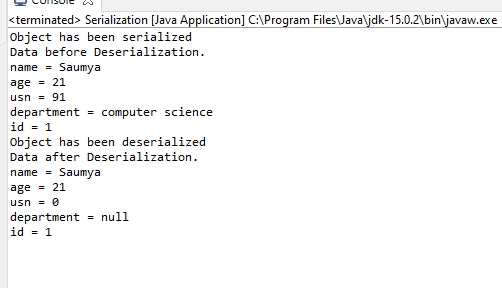 Console
<terminated> Serialization [Java Application] C:\Program Files\Java\jdk-15.0.2\bin\javaw.exe
Object has been serialized
Data before Deserialization.
name = Saumya
age = 21
usn = 91
department = computer science
id = 1
Object has been deserialized
Data after Deserialization.
name = Saumya
age = 21
usn = 0
department = null
id = 1